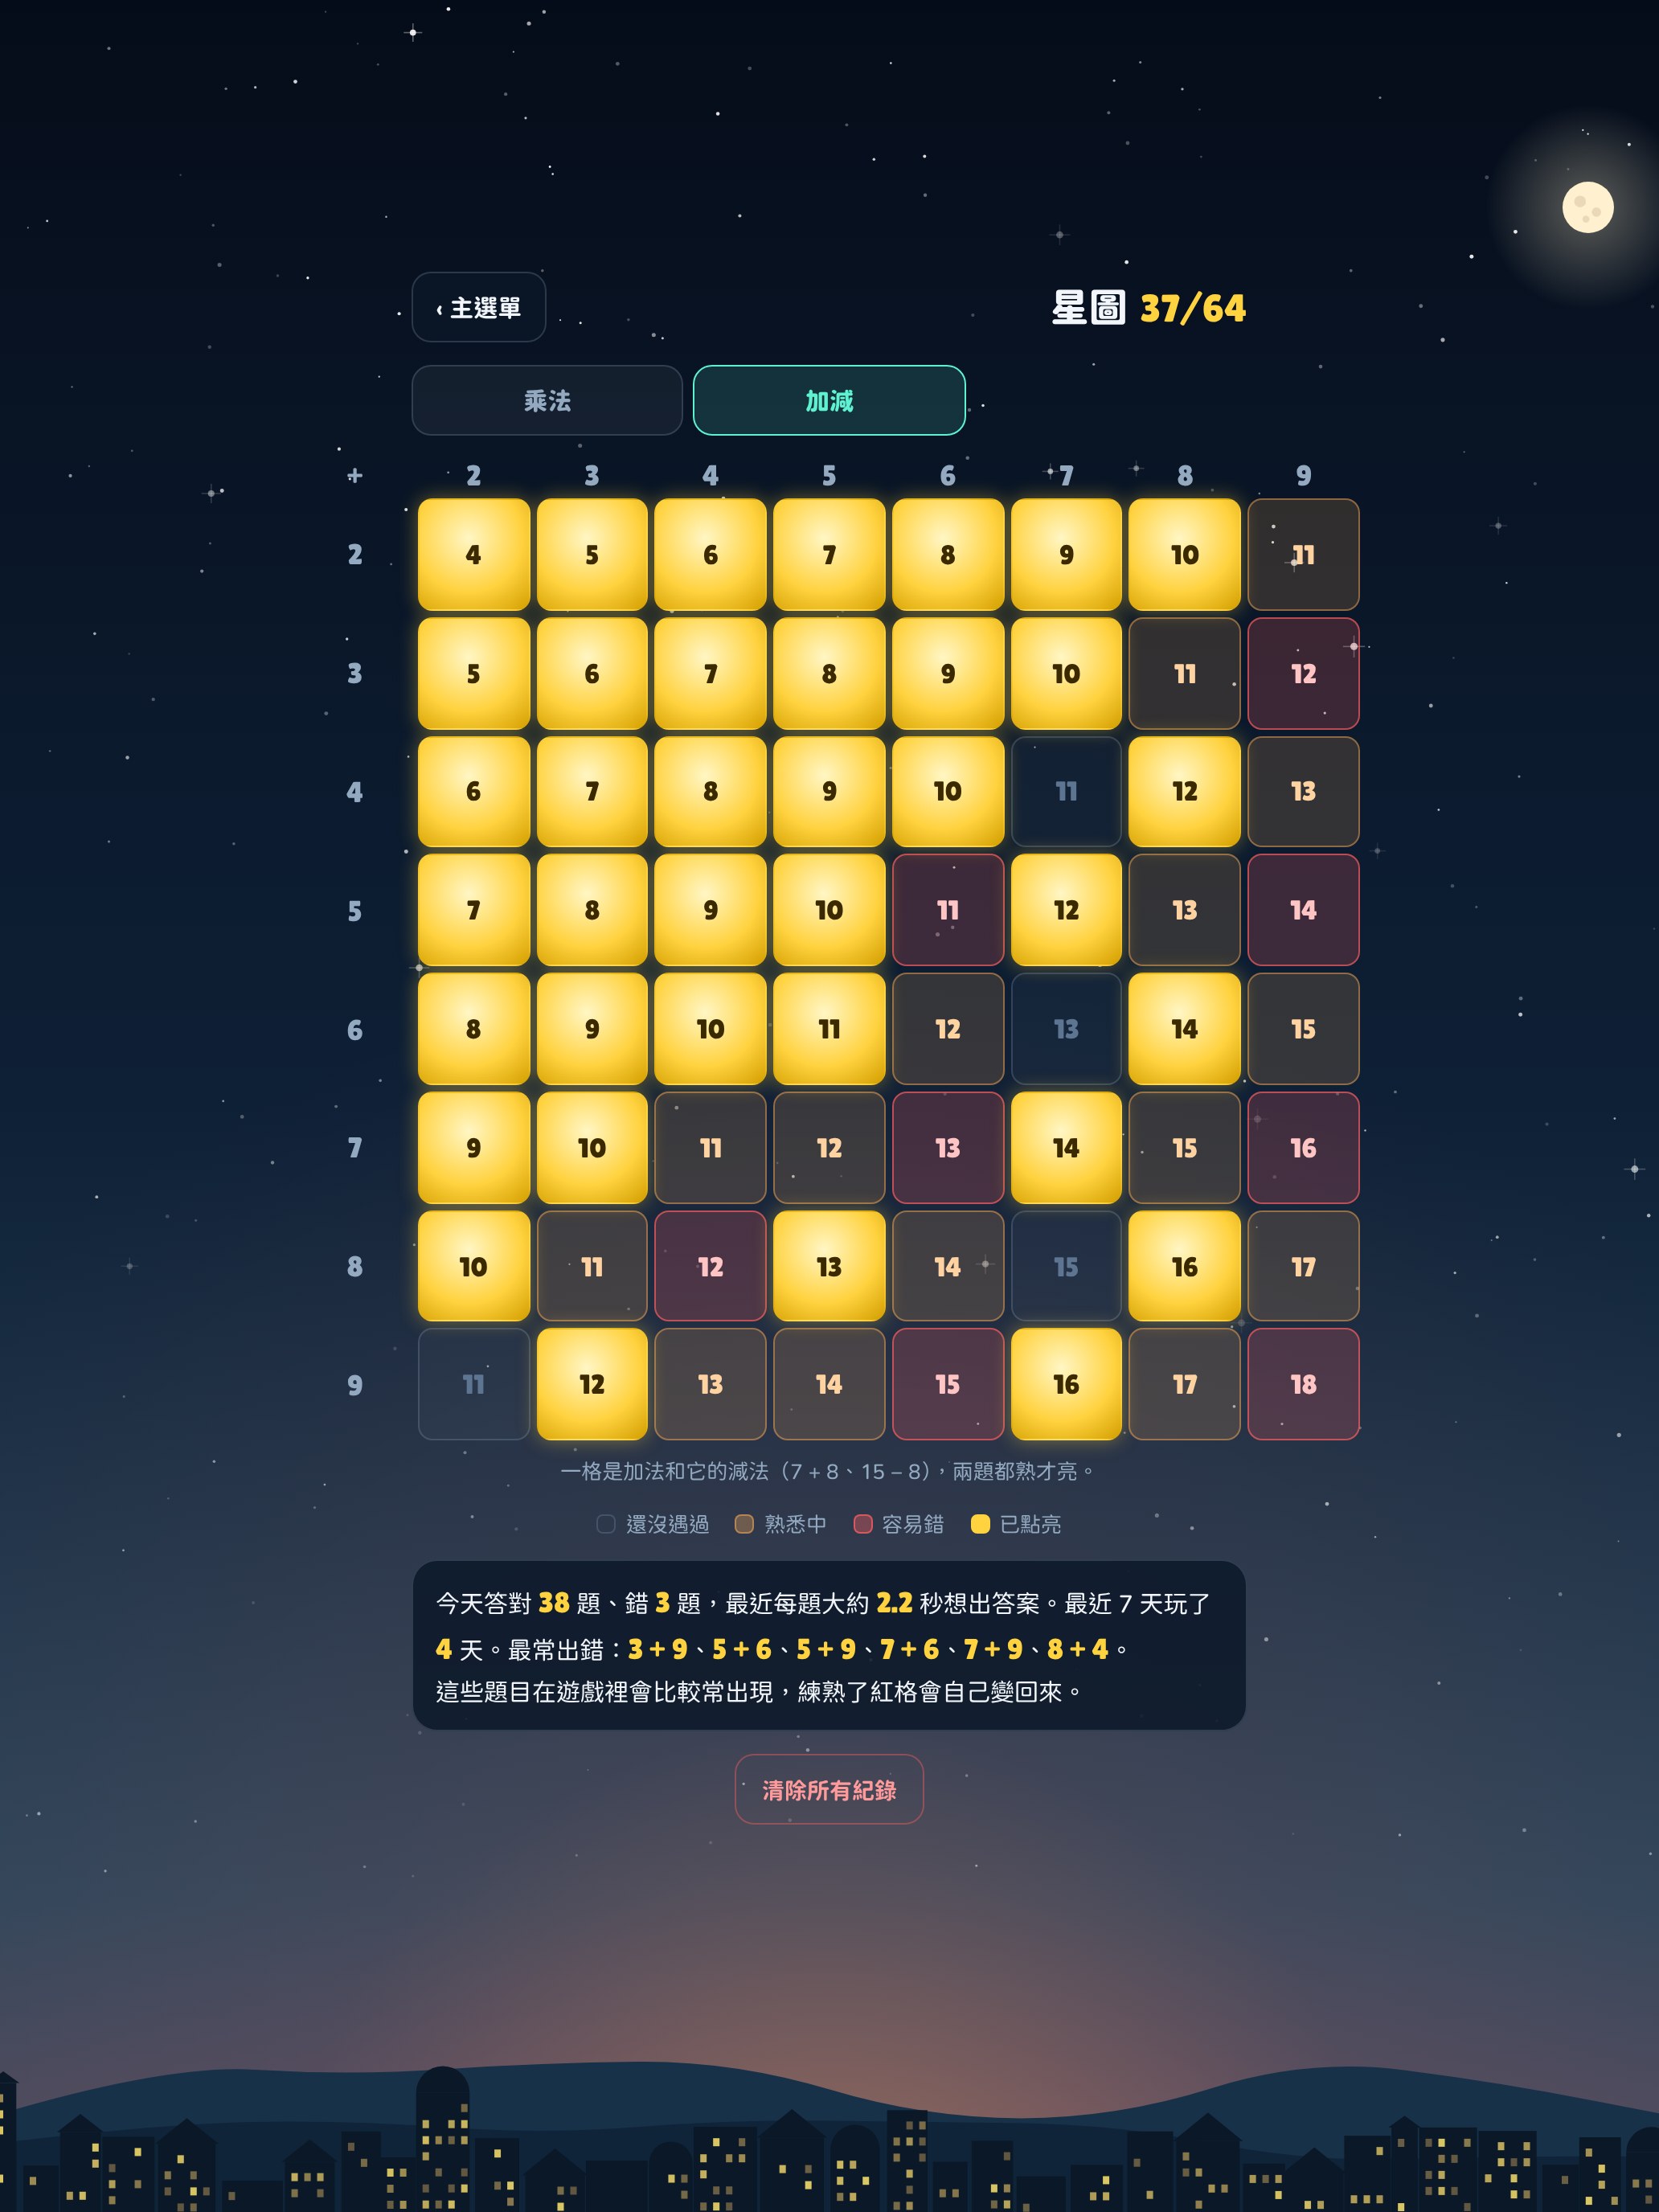 ‹ 主選單
星圖 37/64
乘法 加減
+ 2 3 4 5 6 7 8 9
2 4 5 6 7 8 9 10 11
3 5 6 7 8 9 10 11 12
4 6 7 8 9 10 11 12 13
5 7 8 9 10 11 12 13 14
6 8 9 10 11 12 13 14 15
7 9 10 11 12 13 14 15 16
8 10 11 12 13 14 15 16 17
9 11 12 13 14 15 16 17 18
一格是加法和它的減法（7 + 8、15 – 8），兩題都熟才亮。
還沒遇過 熟悉中 容易錯 已點亮
今天答對 38 題、錯 3 題，最近每題大約 2.2 秒想出答案。最近 7 天玩了
4 天。最常出錯：3 + 9、5 + 6、5 + 9、7 + 6、7 + 9、8 + 4。
這些題目在遊戲裡會比較常出現，練熟了紅格會自己變回來。
清除所有紀錄